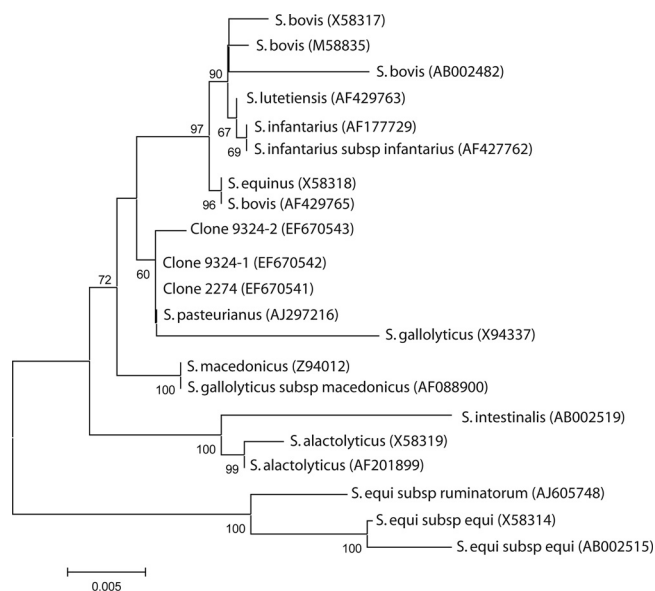 S. bovis (X58317)
S. bovis (M58835)
90
S. bovis (AB002482)
S. lutetiensis (AF429763)
97
67
S. infantarius (AF177729)
69
S. infantarius subsp infantarius (AF427762)
S. equinus (X58318)
96
S. bovis (AF429765)
Clone 9324-2 (EF670543)
Clone 9324-1 (EF670542)
60
72
Clone 2274 (EF670541)
S. pasteurianus (AJ297216)
S. gallolyticus (X94337)
S. macedonicus (Z94012)
100
S. gallolyticus subsp macedonicus (AF088900)
S. intestinalis (AB002519)
S. alactolyticus (X58319)
100
99
S. alactolyticus (AF201899)
S. equi subsp ruminatorum (AJ605748)
S. equi subsp equi (X58314)
100
100
S. equi subsp equi (AB002515)
0.005